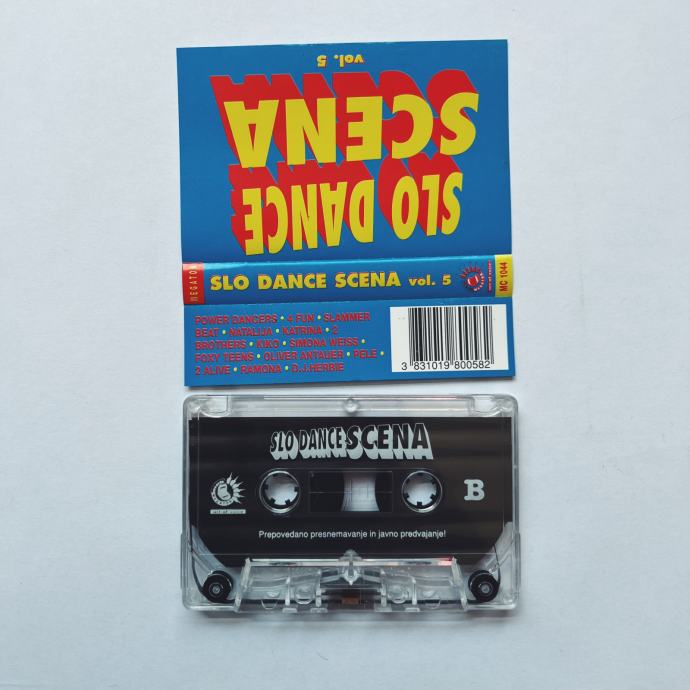 vol. 5
SCENA
SLO DANCE
MEGATON
SLO DANCE SCENA vol. 5
MC 1044
POWER DANCERS • 4 FUN • SLAMMER
BEAT • NATALIJA • KATRINA • 2
BROTHERS • KIKO • SIMONA WEISS •
FOXY TEENS • OLIVER ANTAUER • PELE •
2 ALIVE • RAMONA • D.J.HERBIE
3 831019 800582
SLO DANCE SCENA
B
Prepovedano presnemavanje in javno predvajanje!